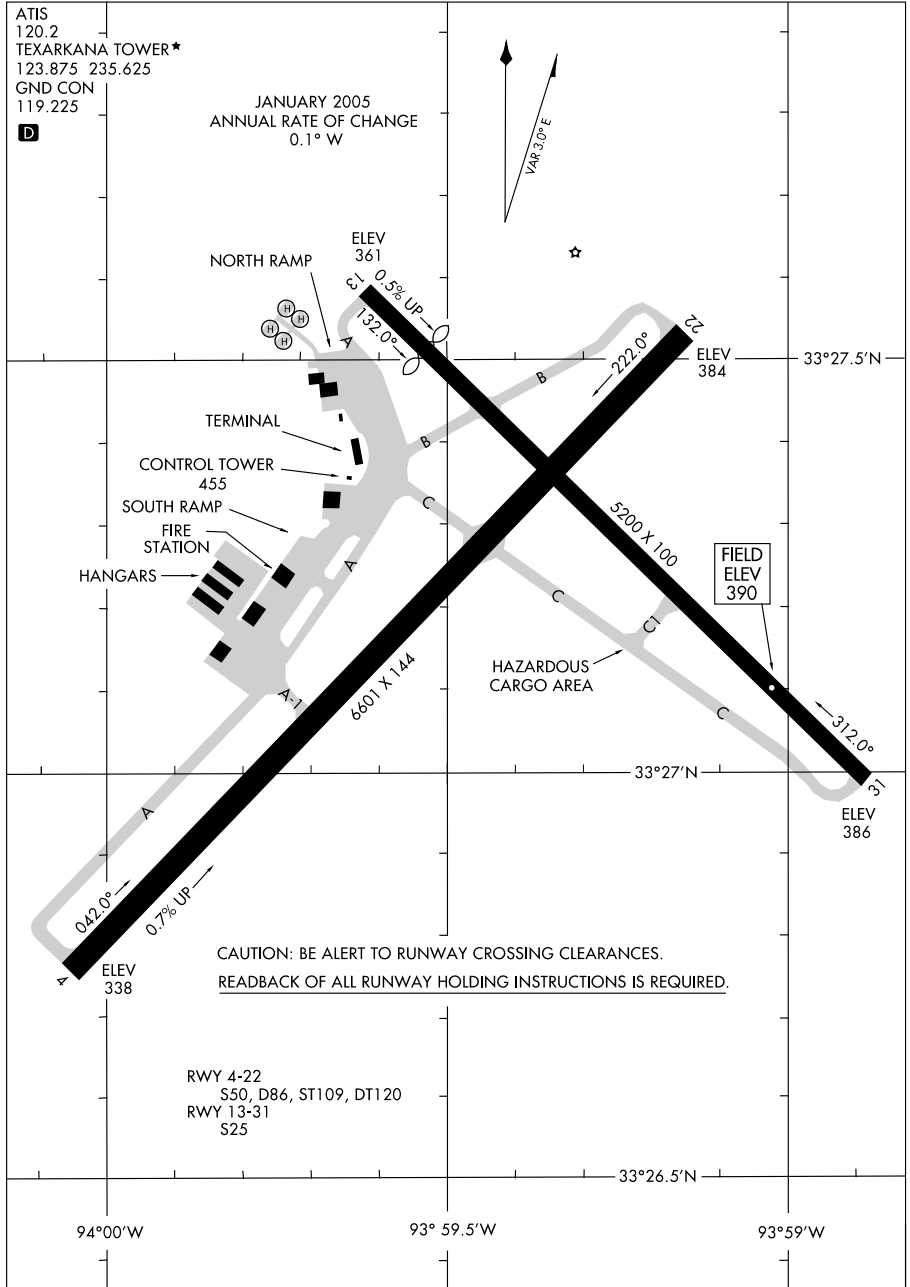 ATIS
120.2
TEXARKANA TOWER★
123.875 235.625
GND CON
119.225
D
JANUARY 2005
ANNUAL RATE OF CHANGE
0.1° W
VAR 3.0° E
ELEV
361
NORTH RAMP
13
0.5% UP
132.0°
H
H
H
H
A
22
222.0°
ELEV
384
33°27.5'N
B
B
TERMINAL
CONTROL TOWER
455
SOUTH RAMP
FIRE
STATION
HANGARS
C
A
5200 X 100
FIELD
ELEV
390
C
C1
HAZARDOUS
CARGO AREA
6601 X 144
A-1
C
312.0°
33°27'N
31
ELEV
386
A
042.0°
0.7% UP
4
ELEV
338
CAUTION: BE ALERT TO RUNWAY CROSSING CLEARANCES.
READBACK OF ALL RUNWAY HOLDING INSTRUCTIONS IS REQUIRED.
RWY 4-22
S50, D86, ST109, DT120
RWY 13-31
S25
33°26.5'N
94°00'W
93° 59.5'W
93°59'W